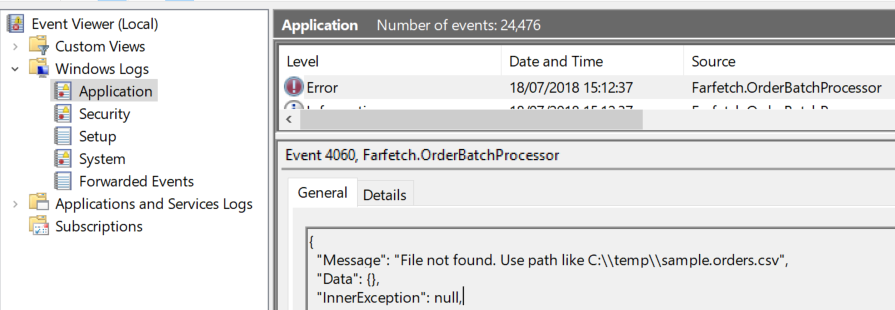 Event Viewer (Local)
Custom Views
Windows Logs
Application
Security
Setup
System
Forwarded Events
Applications and Services Logs
Subscriptions
Application Number of events: 24,476
Level Date and Time Source
Error 18/07/2018 15:12:37 Farfetch.OrderBatchProcessor
Event 4060, Farfetch.OrderBatchProcessor
General Details
{
"Message": "File not found. Use path like C:\\temp\\sample.orders.csv",
"Data": {},
"InnerException": null,